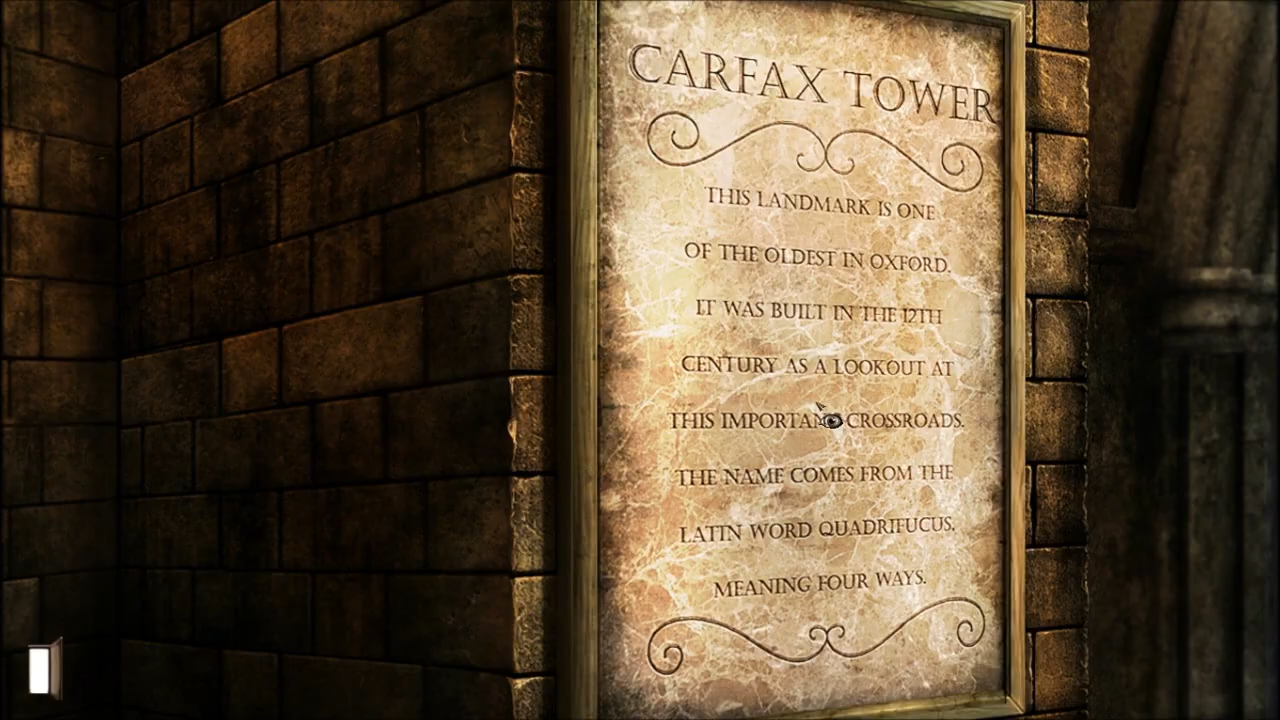 CARFAX TOWER
THIS LANDMARK IS ONE
OF THE OLDEST IN OXFORD.
IT WAS BUILT IN THE 12TH
CENTURY AS A LOOKOUT AT
THIS IMPORTANT CROSSROADS.
THE NAME COMES FROM THE
LATIN WORD QUADRIFUCUS,
MEANING FOUR WAYS.